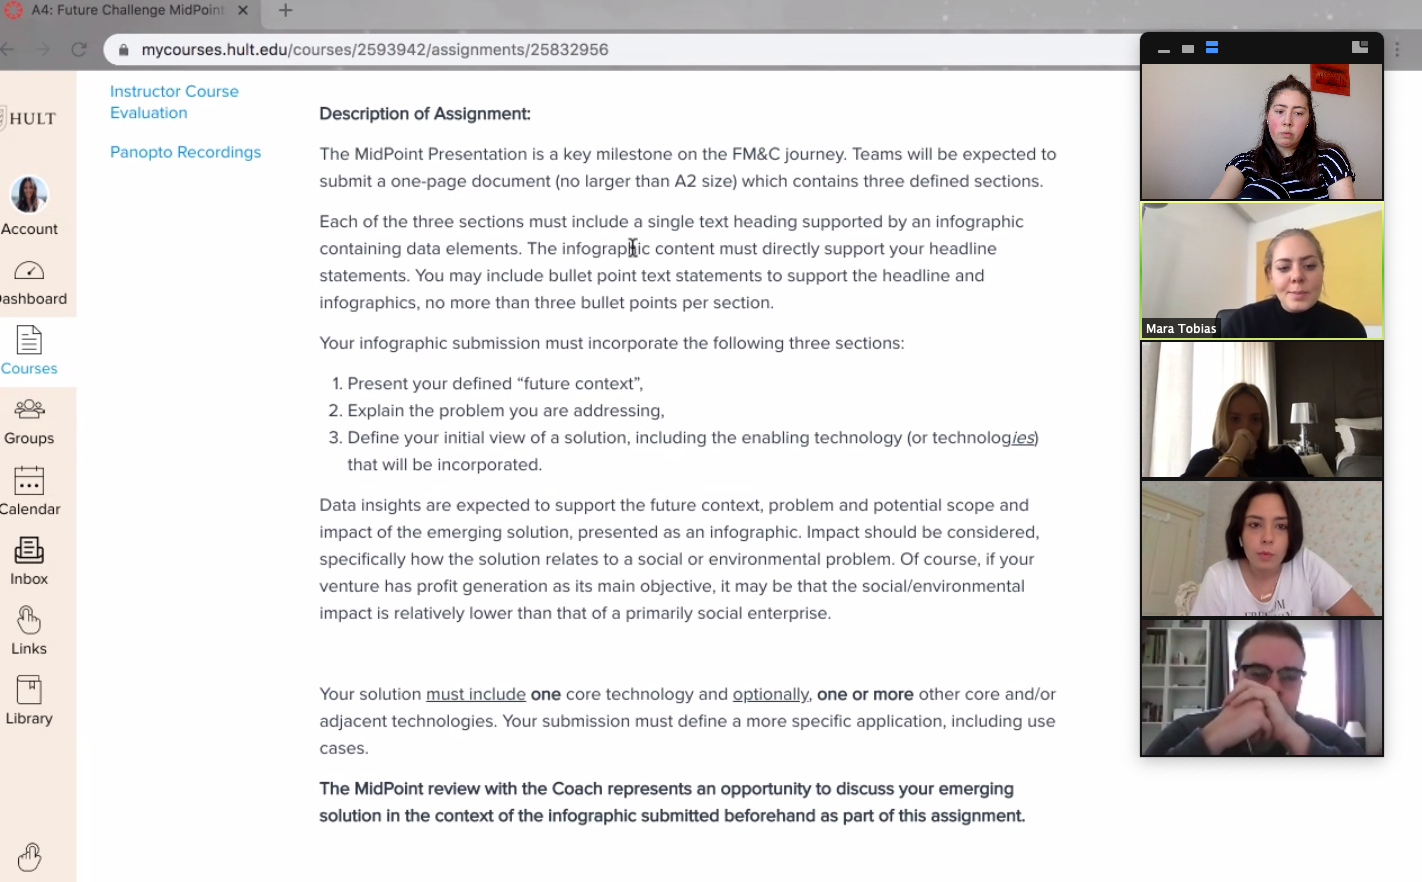 A4: Future Challenge MidPoint
mycourses.hult.edu/courses/2593942/assignments/25832956
HULT
Account
Dashboard
Courses
Groups
Calendar
Inbox
Links
Library
Instructor Course
Evaluation
Panopto Recordings
Description of Assignment:
The MidPoint Presentation is a key milestone on the FM&C journey. Teams will be expected to
submit a one-page document (no larger than A2 size) which contains three defined sections.
Each of the three sections must include a single text heading supported by an infographic
containing data elements. The infographic content must directly support your headline
statements. You may include bullet point text statements to support the headline and
infographics, no more than three bullet points per section.
Your infographic submission must incorporate the following three sections:
1. Present your defined “future context”,
2. Explain the problem you are addressing,
3. Define your initial view of a solution, including the enabling technology (or technologies)
that will be incorporated.
Data insights are expected to support the future context, problem and potential scope and
impact of the emerging solution, presented as an infographic. Impact should be considered,
specifically how the solution relates to a social or environmental problem. Of course, if your
venture has profit generation as its main objective, it may be that the social/environmental
impact is relatively lower than that of a primarily social enterprise.
Your solution must include one core technology and optionally, one or more other core and/or
adjacent technologies. Your submission must define a more specific application, including use
cases.
The MidPoint review with the Coach represents an opportunity to discuss your emerging
solution in the context of the infographic submitted beforehand as part of this assignment.
Mara Tobias